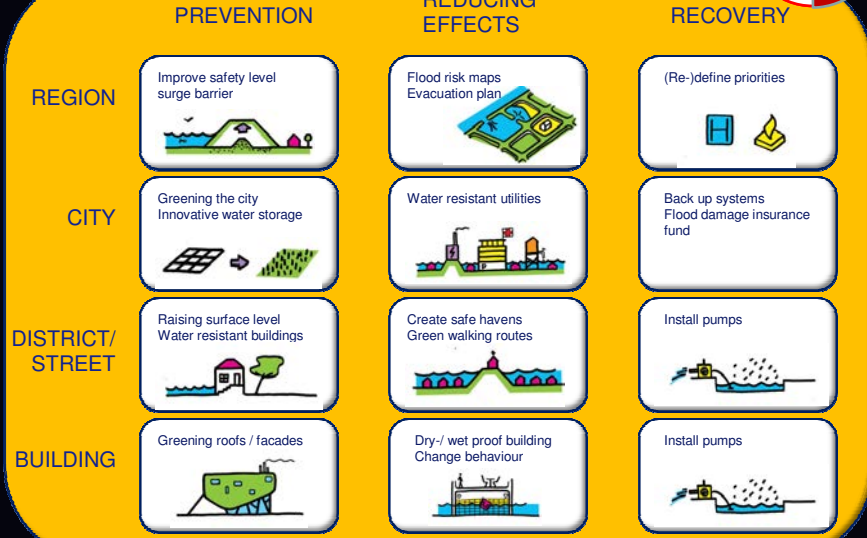 PREVENTION
REDUCING
EFFECTS
RECOVERY
REGION
Improve safety level
surge barrier
Flood risk maps
Evacuation plan
(Re-)define priorities
H
CITY
Greening the city
Innovative water storage
Water resistant utilities
Back up systems
Flood damage insurance
fund
DISTRICT/
STREET
Raising surface level
Water resistant buildings
Create safe havens
Green walking routes
Install pumps
BUILDING
Greening roofs / facades
Dry-/ wet proof building
Change behaviour
Install pumps